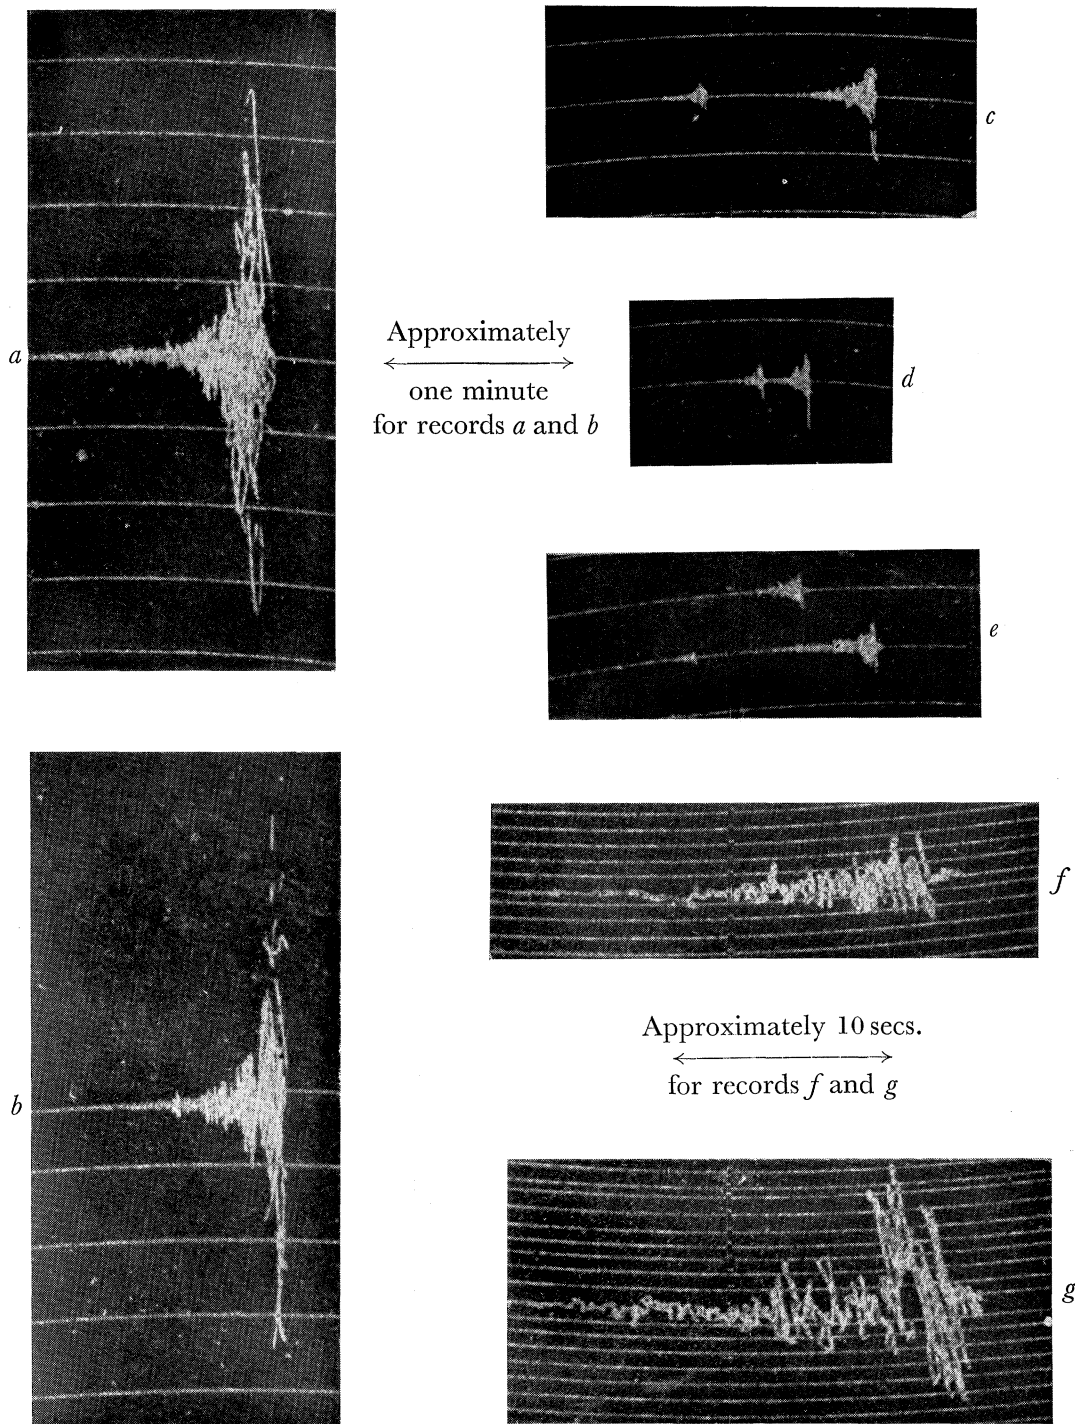 a
Approximately
one minute
for records a and b
b
c
d
e
f
Approximately 10 secs.
for records f and g
g